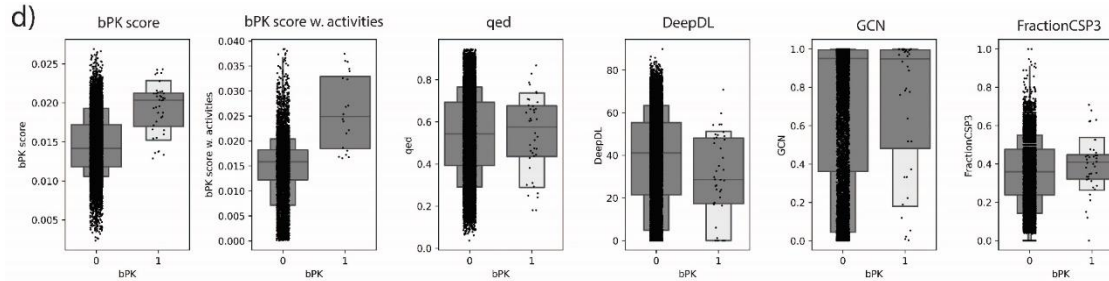 d)
bPK score
bPK score w. activities
qed
DeepDL
GCN
FractionCSP3
bPK score
0.025
0.020
0.015
0.010
0.005
0
1
bPK
bPK score w. activities
0.040
0.035
0.030
0.025
0.020
0.015
0.010
0.005
0.000
0
1
bPK
qed
0.8
0.6
0.4
0.2
0.0
0
1
bPK
DeepDL
80
60
40
20
0
0
1
bPK
GCN
1.0
0.8
0.6
0.4
0.2
0.0
0
1
bPK
FractionCSP3
1.0
0.8
0.6
0.4
0.2
0.0
0
1
bPK